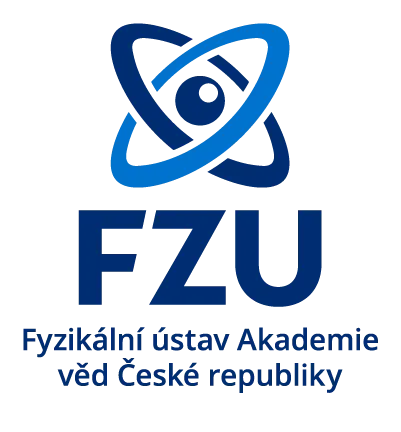 FZU
Fyzikální ústav Akademie
věd České republiky